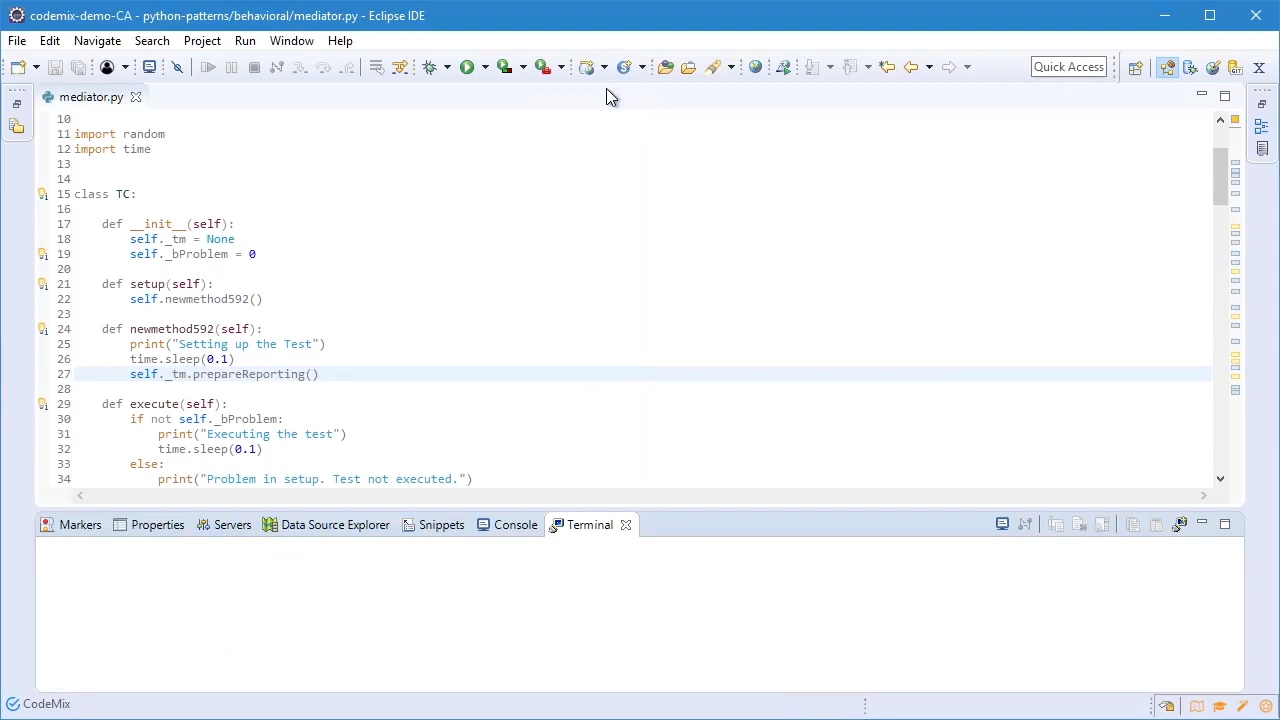 codemix-demo-CA - python-patterns/behavioral/mediator.py - Eclipse IDE
File Edit Navigate Search Project Run Window Help
Quick Access
mediator.py
10
11 import random
12 import time
13
14
15 class TC:
16
17     def __init__(self):
18         self._tm = None
19         self._bProblem = 0
20
21     def setup(self):
22         self.newmethod592()
23
24     def newmethod592(self):
25         print("Setting up the Test")
26         time.sleep(0.1)
27         self._tm.prepareReporting()
28
29     def execute(self):
30         if not self._bProblem:
31             print("Executing the test")
32             time.sleep(0.1)
33         else:
34             print("Problem in setup. Test not executed.")
Markers Properties Servers Data Source Explorer Snippets Console Terminal
CodeMix